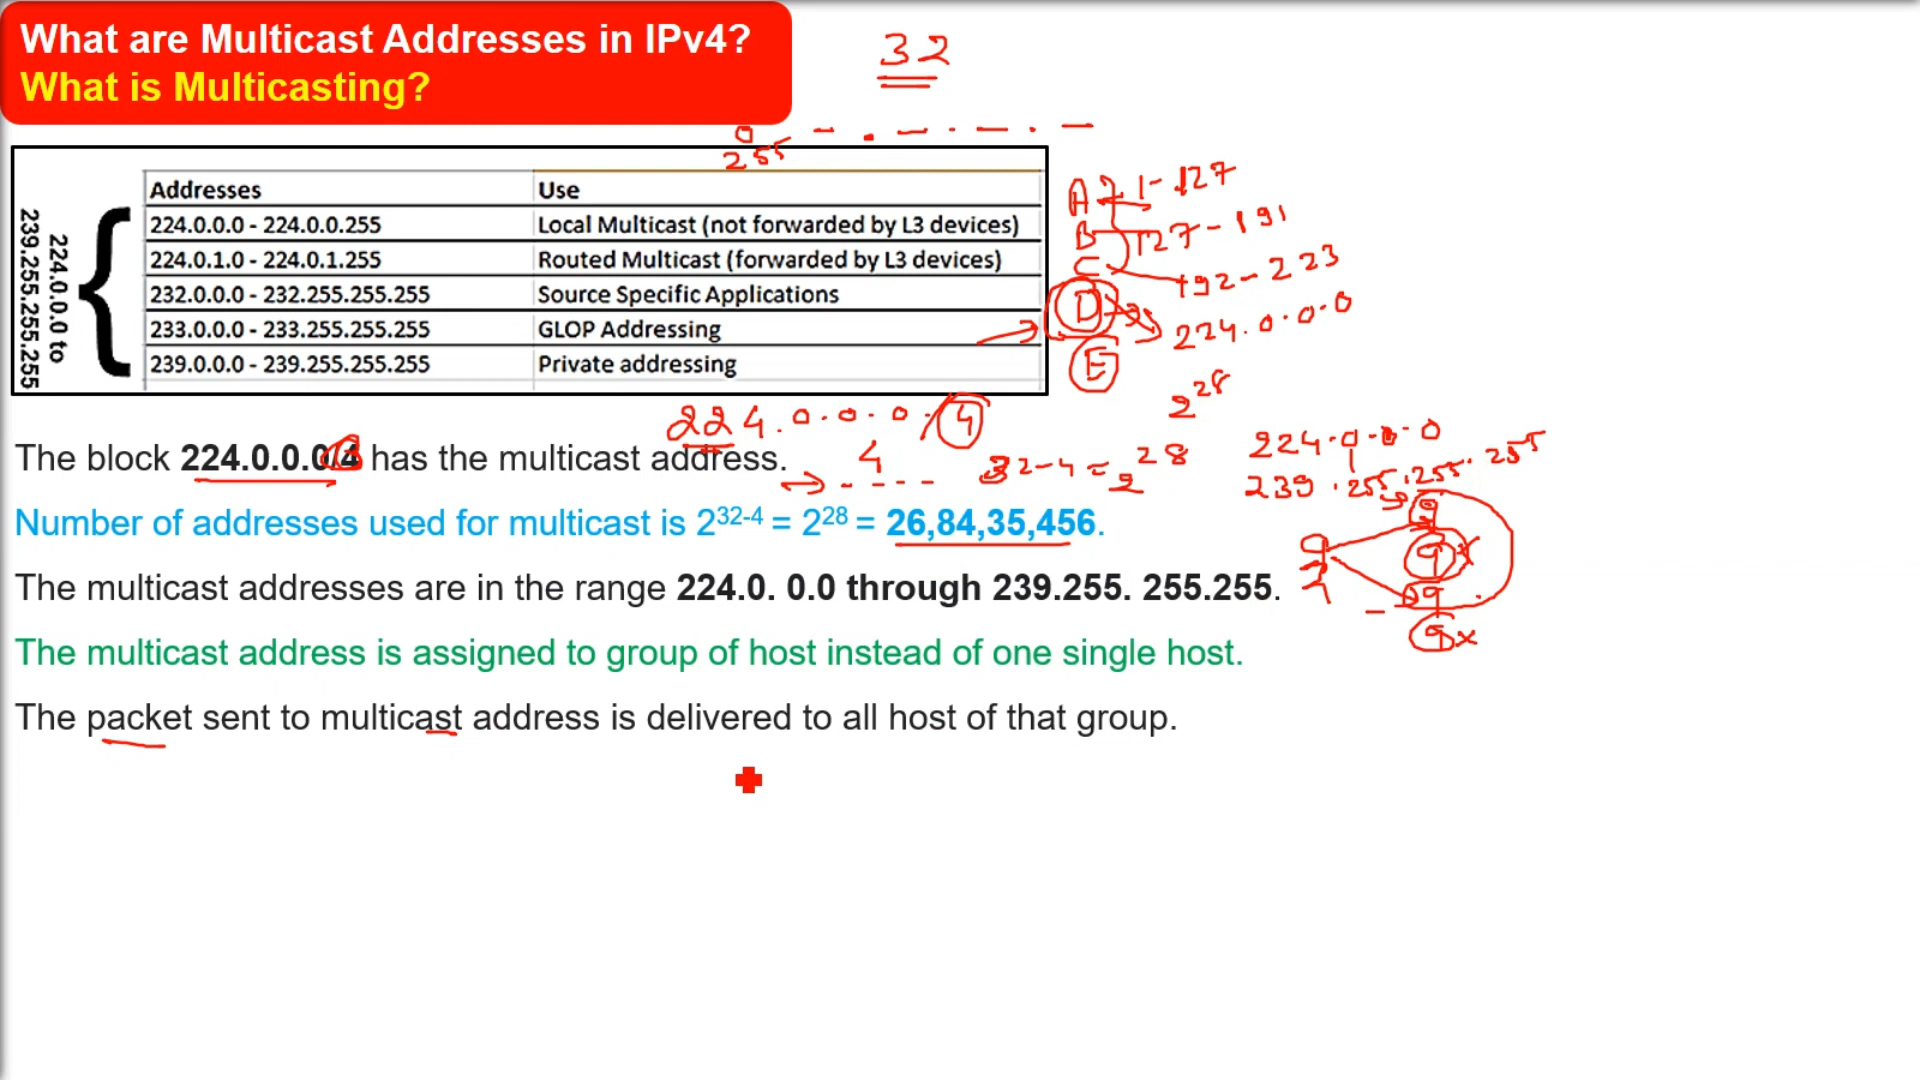 What are Multicast Addresses in IPv4?
What is Multicasting?
32
0
255
Addresses Use
224.0.0.0 - 224.0.0.255 Local Multicast (not forwarded by L3 devices)
224.0.1.0 - 224.0.1.255 Routed Multicast (forwarded by L3 devices)
232.0.0.0 - 232.255.255.255 Source Specific Applications
233.0.0.0 - 233.255.255.255 GLOP Addressing
239.0.0.0 - 239.255.255.255 Private addressing
224.0.0.0 to
239.255.255.255
A 1-127
B 127-191
C 192-223
D 224.0.0.0
E
2^28
224.0.0.0/4
The block 224.0.0.0/4 has the multicast address.
4
32-4=2^28
224.0.0.0
239.255.255.255
Number of addresses used for multicast is 2^32-4 = 2^28 = 26,84,35,456.
The multicast addresses are in the range 224.0. 0.0 through 239.255. 255.255.
The multicast address is assigned to group of host instead of one single host.
The packet sent to multicast address is delivered to all host of that group.